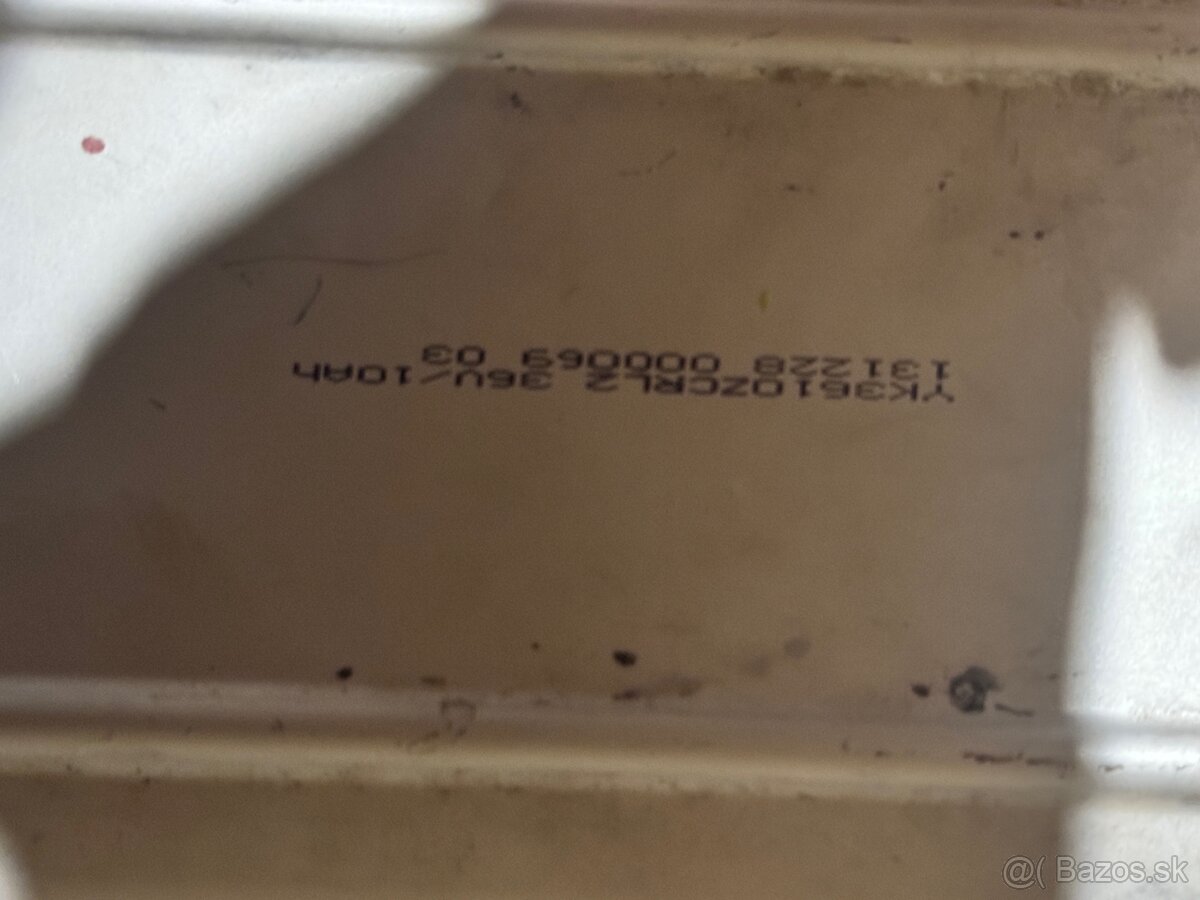 YK3610ZCRL2 36V/10Ah
131228 000069 03
@( Bazos.sk